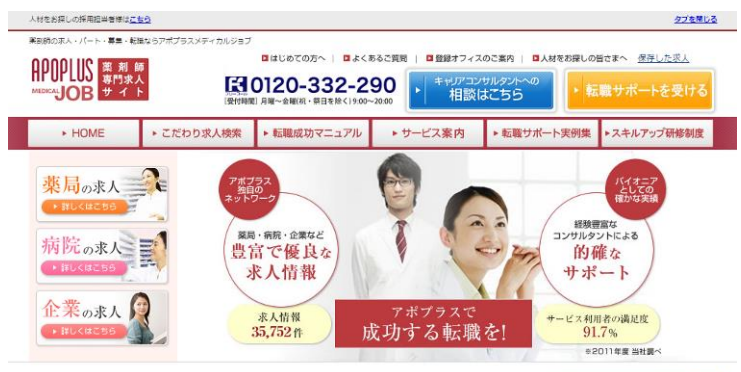 人材をお探しの採用担当者様はこちら
タブを閉じる
薬剤師の求人・パート・募集・転職ならアポプラスメディカルジョブ
はじめての方へ | よくあるご質問 | 登録オフィスのご案内 | 人材をお探しの皆さまへ 保存した求人
APOPLUS
MEDICAL JOB
薬剤師
専門求人
サイト
フリーコール
0120-332-290
[受付時間] 月曜~金曜(祝・祭日を除く) 9:00~20:00
キャリアコンサルタントへの
相談はこちら
転職サポートを受ける
HOME
こだわり求人検索
転職成功マニュアル
サービス案内
転職サポート実例集
スキルアップ研修制度
薬局の求人
詳しくはこちら
病院の求人
詳しくはこちら
企業の求人
詳しくはこちら
アポプラス
独自の
ネットワーク
薬局・病院・企業など
豊富で優良な
求人情報
求人情報
35,752件
アポプラスで
成功する転職を!
パイオニア
としての
確かな実績
経験豊富な
コンサルタントによる
的確な
サポート
サービス利用者の満足度
91.7%
※2011年度 当社調べ